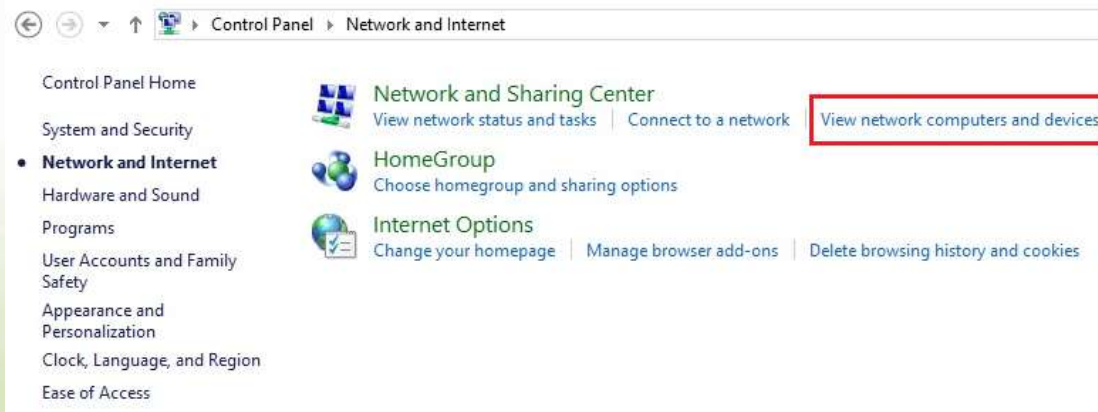 Control Panel Network and Internet
Control Panel Home
System and Security
Network and Internet
Hardware and Sound
Programs
User Accounts and Family
Safety
Appearance and
Personalization
Clock, Language, and Region
Ease of Access
Network and Sharing Center
View network status and tasks Connect to a network View network computers and devices
HomeGroup
Choose homegroup and sharing options
Internet Options
Change your homepage Manage browser add-ons Delete browsing history and cookies